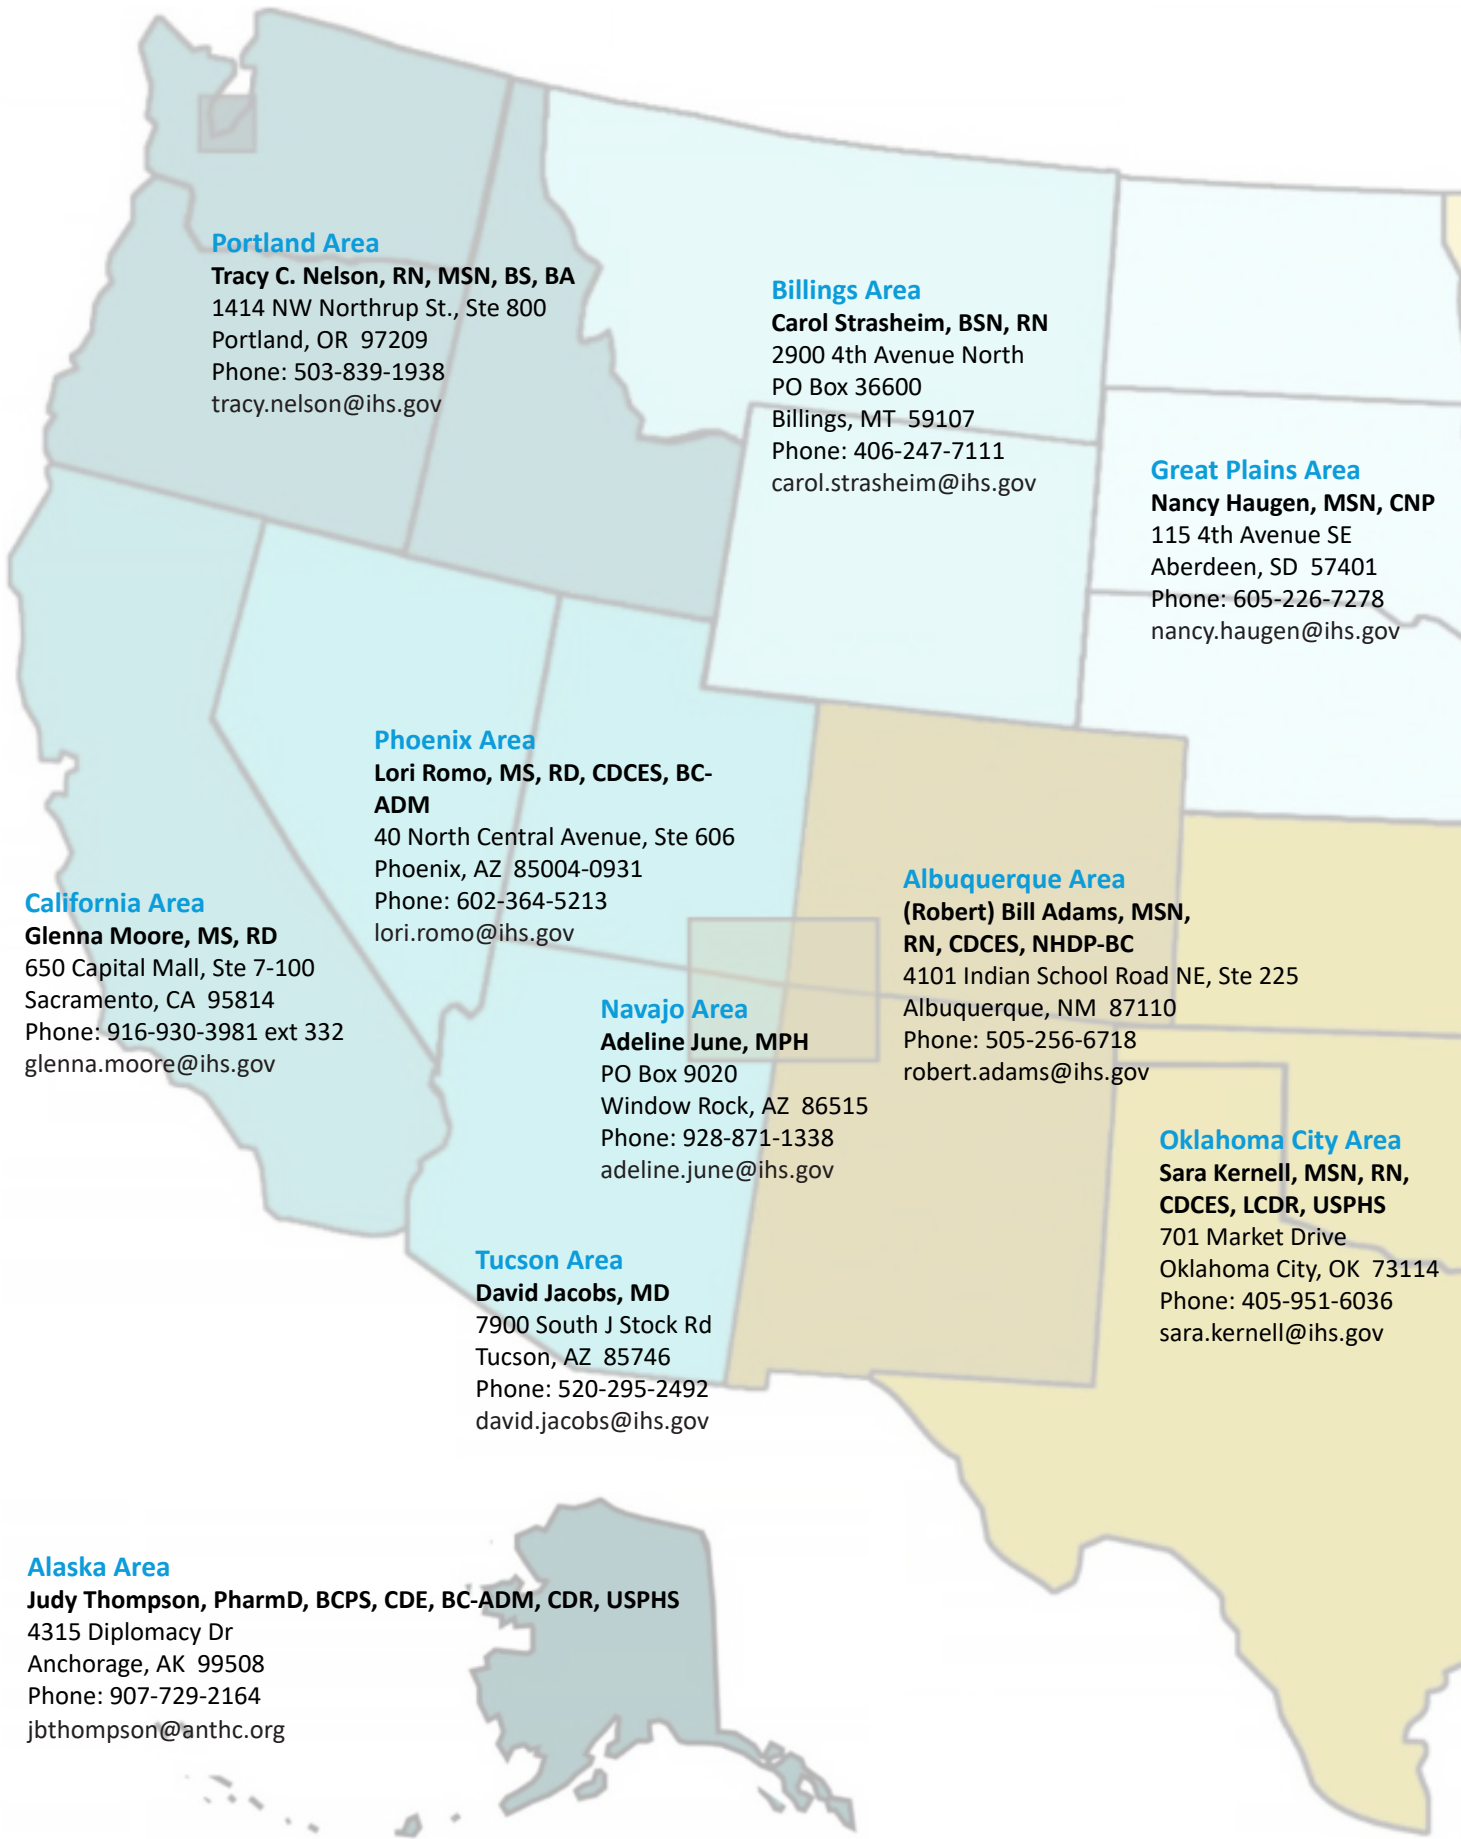 Portland Area
Tracy C. Nelson, RN, MSN, BS, BA
1414 NW Northrup St., Ste 800
Portland, OR 97209
Phone: 503-839-1938
tracy.nelson@ihs.gov
Billings Area
Carol Strasheim, BSN, RN
2900 4th Avenue North
PO Box 36600
Billings, MT 59107
Phone: 406-247-7111
carol.strasheim@ihs.gov
Great Plains Area
Nancy Haugen, MSN, CNP
115 4th Avenue SE
Aberdeen, SD 57401
Phone: 605-226-7278
nancy.haugen@ihs.gov
Phoenix Area
Lori Romo, MS, RD, CDCES, BC-
ADM
40 North Central Avenue, Ste 606
Phoenix, AZ 85004-0931
Phone: 602-364-5213
lori.romo@ihs.gov
California Area
Glenna Moore, MS, RD
650 Capital Mall, Ste 7-100
Sacramento, CA 95814
Phone: 916-930-3981 ext 332
glenna.moore@ihs.gov
Albuquerque Area
(Robert) Bill Adams, MSN,
RN, CDCES, NHDP-BC
4101 Indian School Road NE, Ste 225
Albuquerque, NM 87110
Phone: 505-256-6718
robert.adams@ihs.gov
Navajo Area
Adeline June, MPH
PO Box 9020
Window Rock, AZ 86515
Phone: 928-871-1338
adeline.june@ihs.gov
Oklahoma City Area
Sara Kernell, MSN, RN,
CDCES, LCDR, USPHS
701 Market Drive
Oklahoma City, OK 73114
Phone: 405-951-6036
sara.kernell@ihs.gov
Tucson Area
David Jacobs, MD
7900 South J Stock Rd
Tucson, AZ 85746
Phone: 520-295-2492
david.jacobs@ihs.gov
Alaska Area
Judy Thompson, PharmD, BCPS, CDE, BC-ADM, CDR, USPHS
4315 Diplomacy Dr
Anchorage, AK 99508
Phone: 907-729-2164
jbthompson@anthc.org